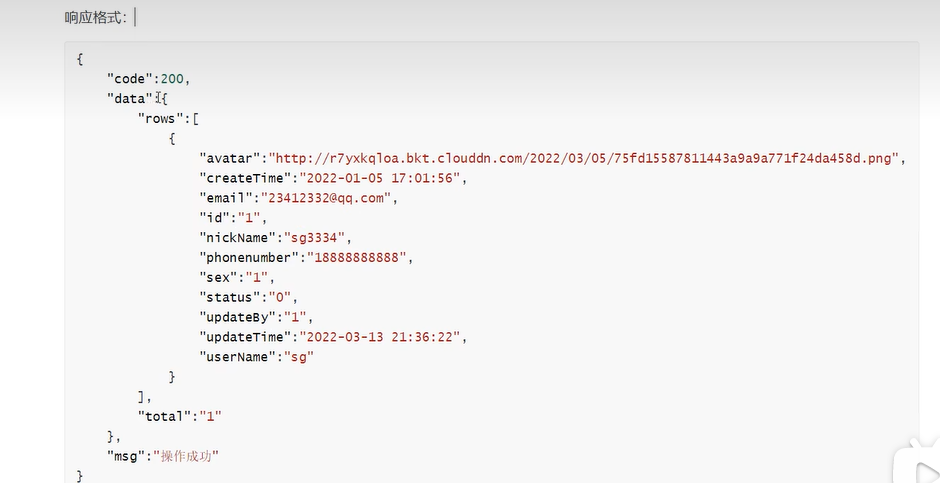 响应格式：
{
"code":200,
"data":{
"rows":[
{
"avatar":"http://r7yxkqloa.bkt.clouddn.com/2022/03/05/75fd15587811443a9a9a771f24da458d.png",
"createTime":"2022-01-05 17:01:56",
"email":"23412332@qq.com",
"id":"1",
"nickName":"sg3334",
"phonenumber":"18888888888",
"sex":"1",
"status":"0",
"updateBy":"1",
"updateTime":"2022-03-13 21:36:22",
"userName":"sg"
}
],
"total":"1"
},
"msg":"操作成功"
}